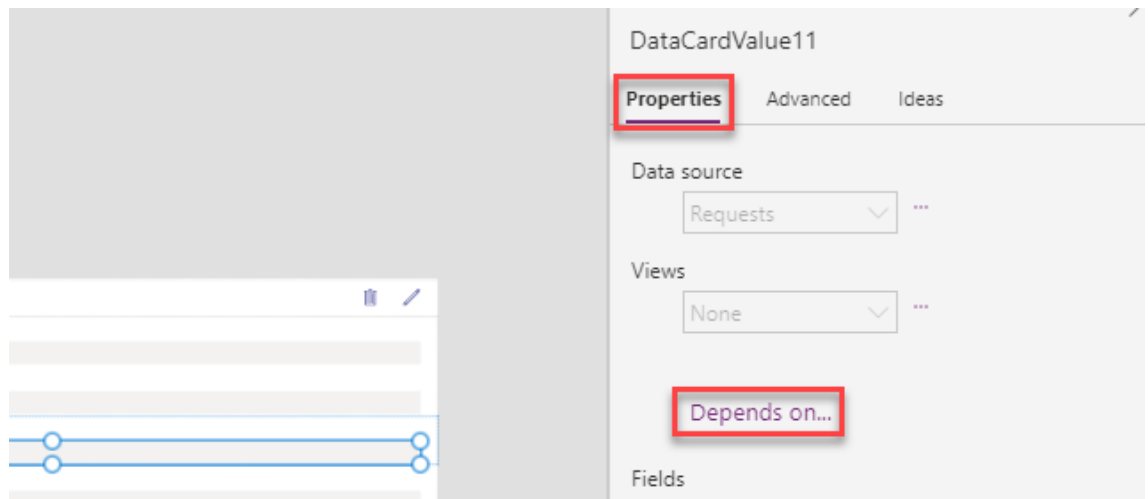 DataCardValue11
Properties Advanced Ideas
Data source
Requests ...
Views
None ...
Depends on...
Fields